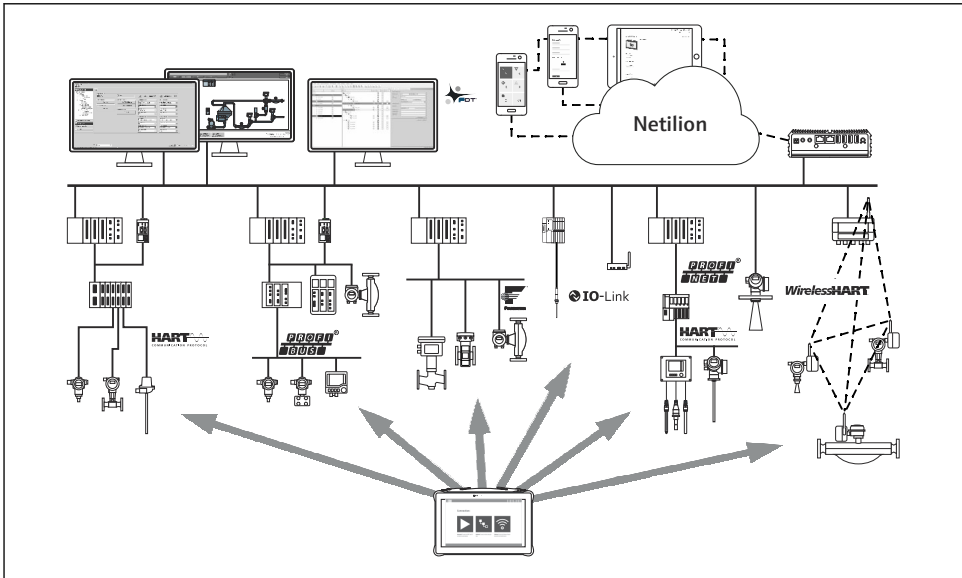 FDT
Netilion
HART
COMMUNICATION PROTOCOL
PROFI®
BUS
IO-Link
PROFI®
NET
HART
COMMUNICATION PROTOCOL
WirelessHART